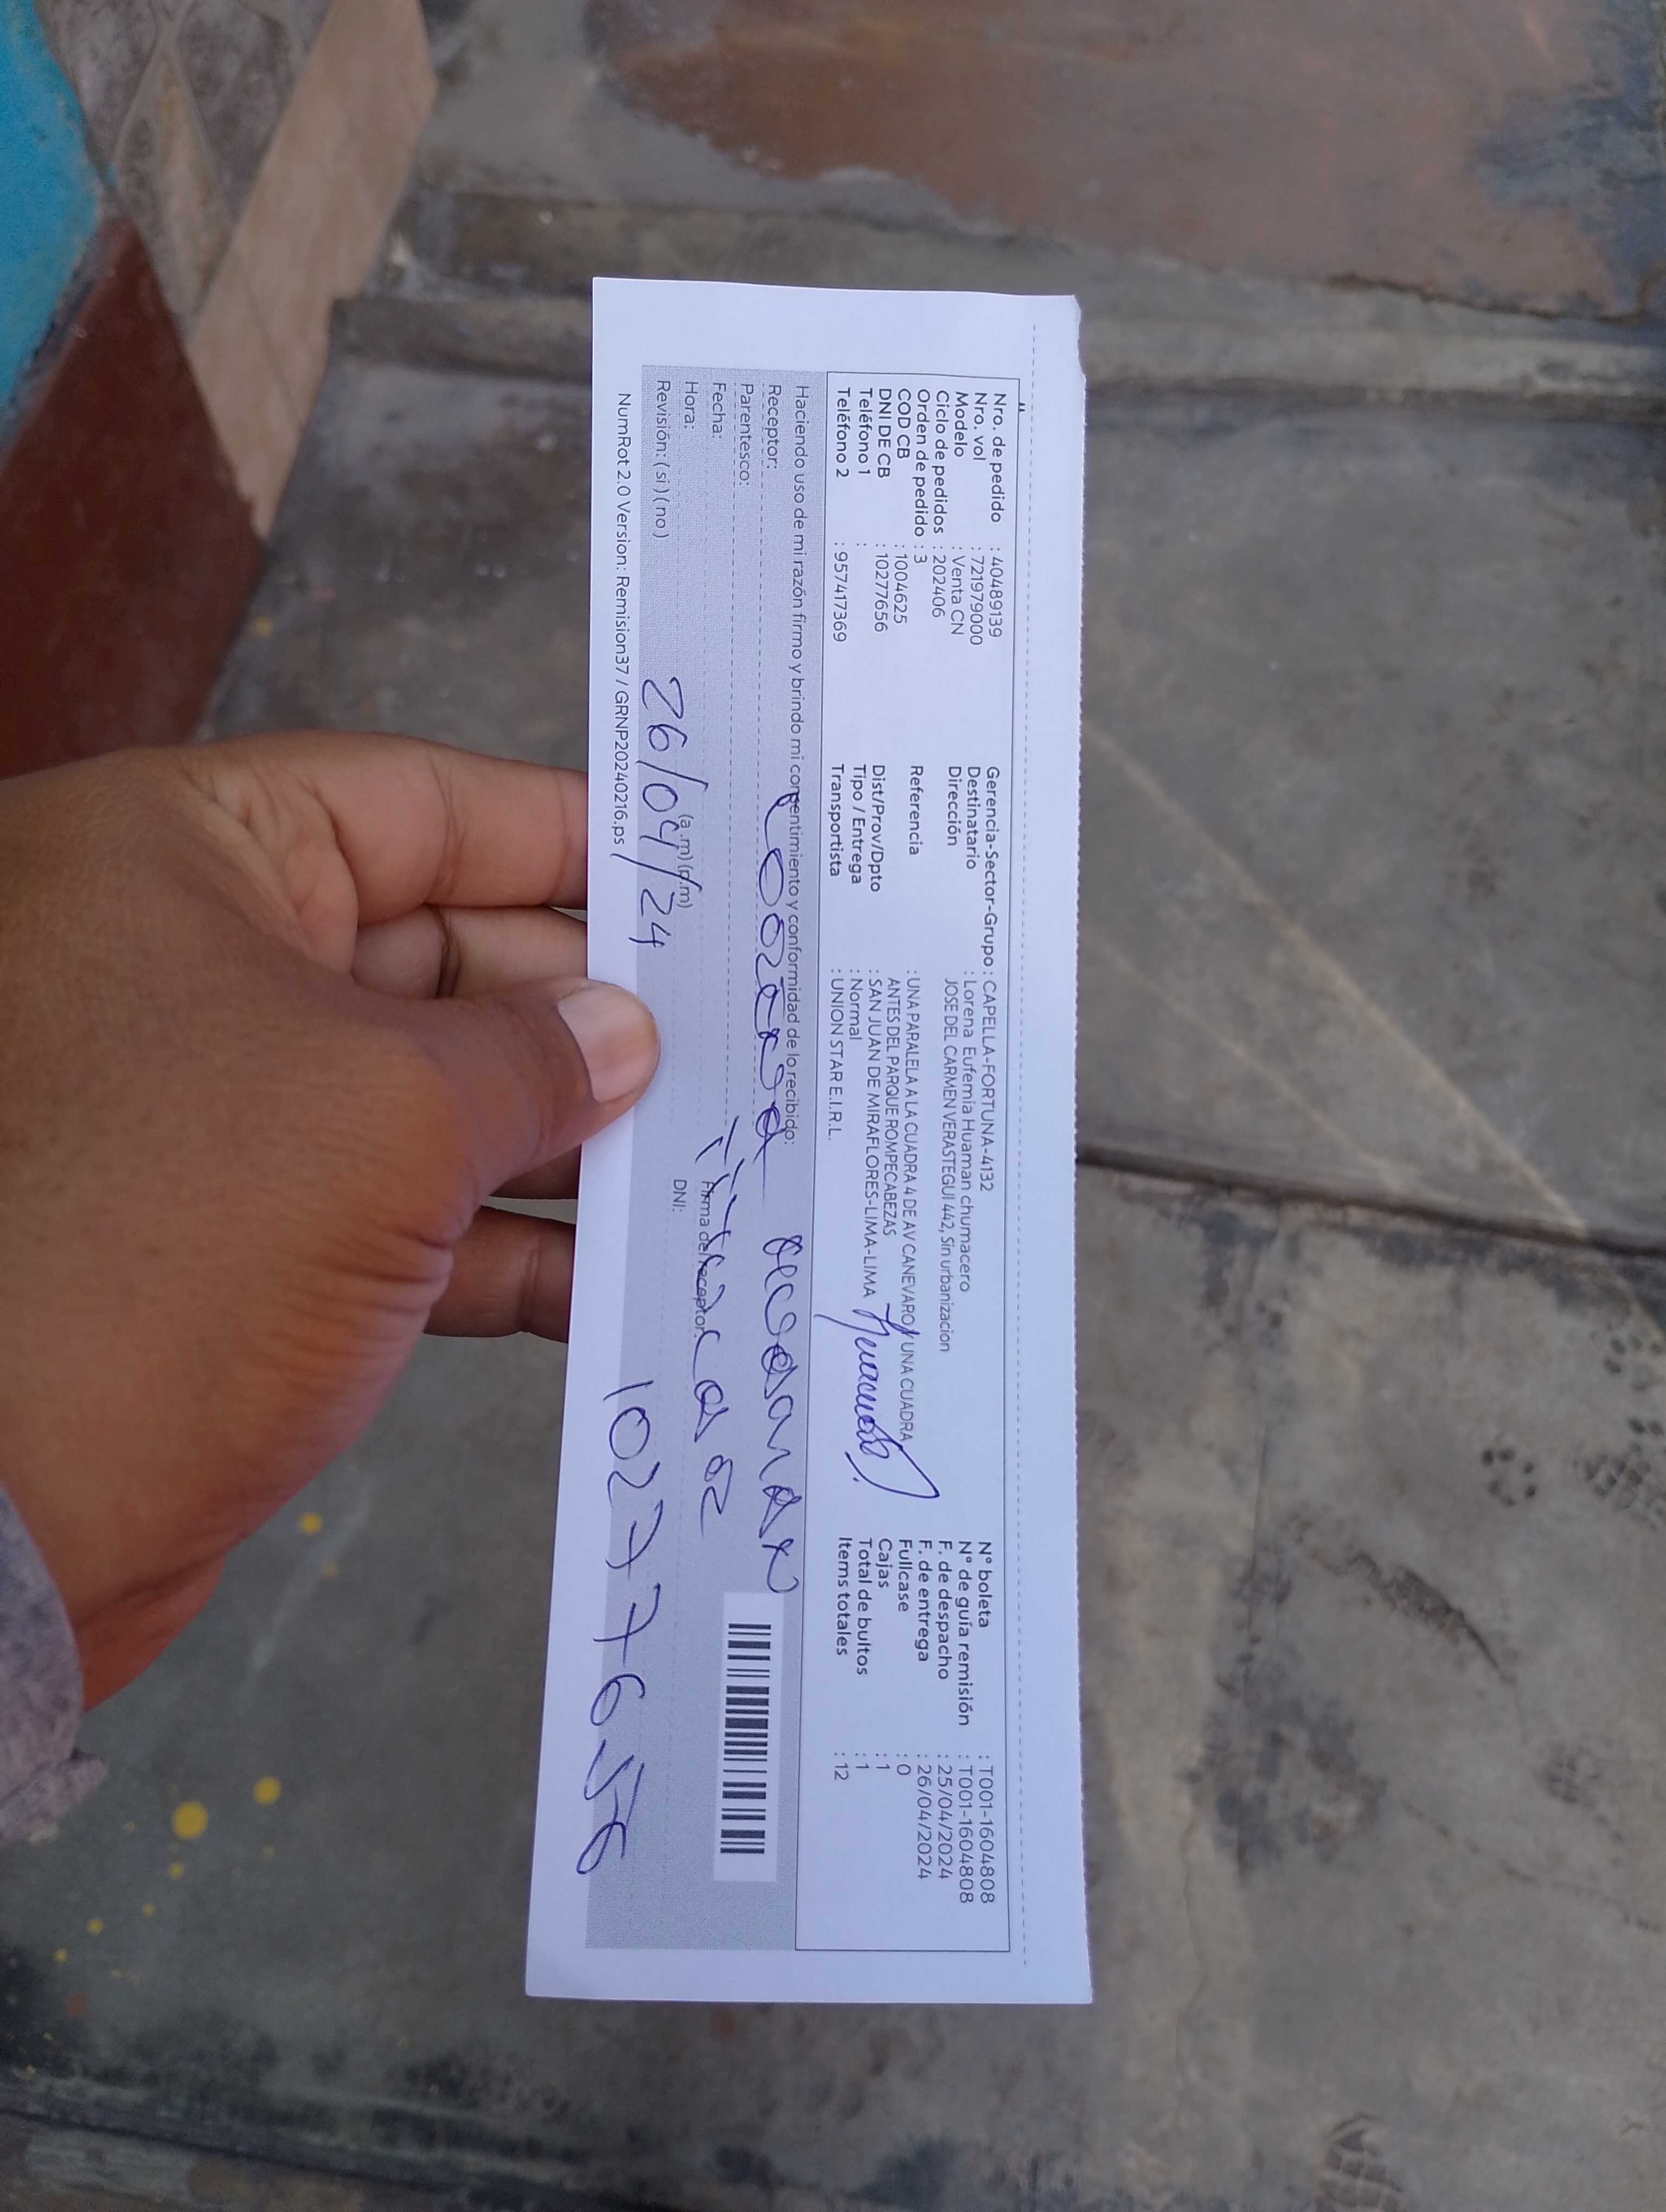 Nro. de pedido : 40489139
Nro. vol : 721979000
Modelo : Venta CN
Ciclo de pedidos : 202406
Orden de pedido : 3
COD CB : 1004625
DNI DE CB : 10277656
Teléfono 1 :
Teléfono 2 : 957417369
Gerencia-Sector-Grupo : CAPELLA-FORTUNA-4132
Destinatario : Lorena Eufemia Huaman chumacero
Dirección JOSE DEL CARMEN VERASTEGUI 442, Sin urbanizacion
Referencia : UNA PARALELA A LA CUADRA 4 DE AV CANEVARO Y UNA CUADRA
ANTES DEL PARQUE ROMPECABEZAS
Dist/Prov/Dpto : SAN JUAN DE MIRAFLORES-LIMA-LIMA
Tipo / Entrega : Normal
Transportista : UNION STAR E.I.R.L.
N° boleta : T001-1604808
N° de guía remisión : T001-1604808
F. de despacho : 25/04/2024
F. de entrega : 26/04/2024
Fullcase : 0
Cajas : 1
Total de bultos : 1
Items totales : 12
Haciendo uso de mi razón firmo y brindo mi consentimiento y conformidad de lo recibido:
Receptor:
Parentesco:
Fecha:
Hora: (a.m) (p.m)
Firma del receptor:
Revisión: (si) (no) 26/04/24
DNI: 10277656
NumRot 2.0 Version: Remision37 / GRNP20240216.ps